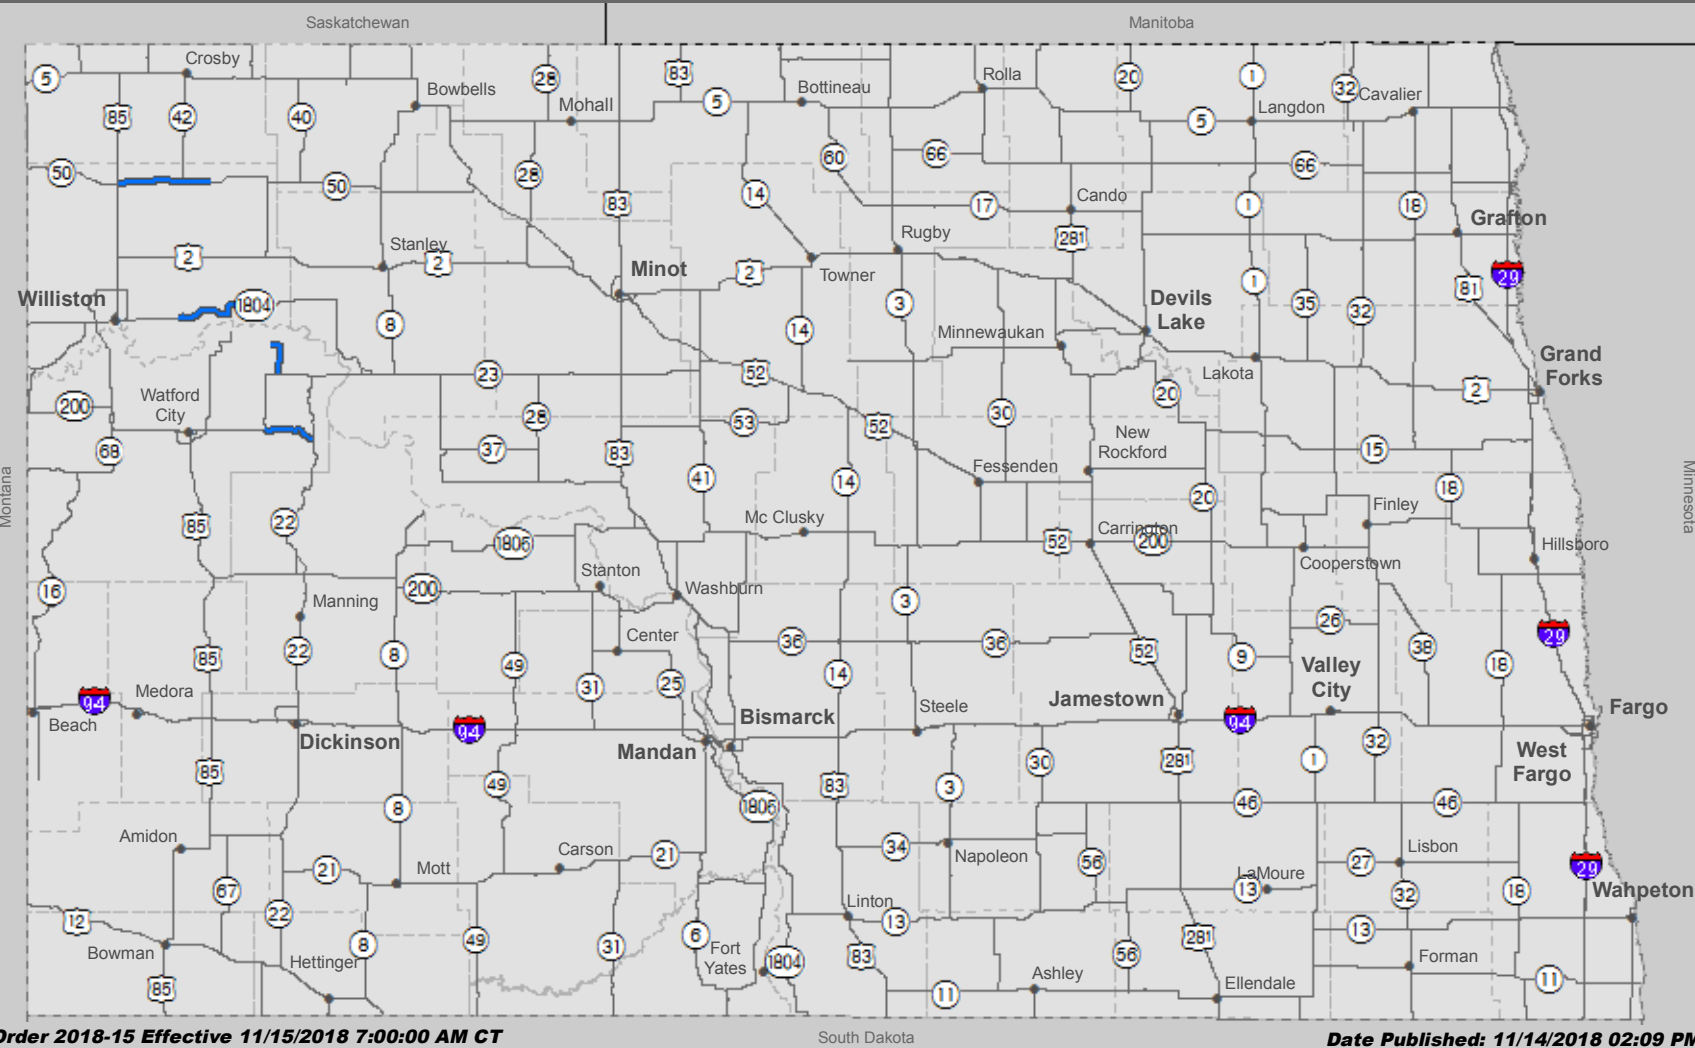 Saskatchewan
Manitoba
Crosby
5
85
42
40
Bowbells
28
Mohall
83
5
Bottineau
Rolla
20
1
32
Cavalier
Langdon
5
50
50
28
83
14
60
66
66
17
Cando
281
1
18
Grafton
2
Stanley
2
Minot
2
Towner
Rugby
29
81
Williston
1804
8
14
3
Minnewaukan
Devils
Lake
1
35
32
Grand
Forks
200
Watford
City
23
52
Lakota
20
2
68
28
37
83
53
52
30
New
Rockford
15
Montana
Minnesota
85
22
41
14
Fessenden
20
18
Finley
1806
Mc Clusky
52
Carrington
200
Cooperstown
Hillsboro
16
Manning
200
Stanton
Washburn
3
26
29
85
22
8
49
31
Center
25
36
14
36
52
9
Valley
City
38
18
94
Medora
Beach
Dickinson
94
Mandan
Bismarck
Steele
Jamestown
94
Fargo
West
Fargo
85
49
83
30
281
1
32
3
8
1806
46
46
Amidon
21
Mott
Carson
21
34
Napoleon
56
27
Lisbon
29
67
22
LaMoure
13
32
18
Wahpeton
12
Bowman
8
49
31
6
Fort
Yates
1804
Linton
13
83
56
281
13
Forman
11
85
Hettinger
11
Ashley
Ellendale
Order 2018-15 Effective 11/15/2018 7:00:00 AM CT
South Dakota
Date Published: 11/14/2018 02:09 PM